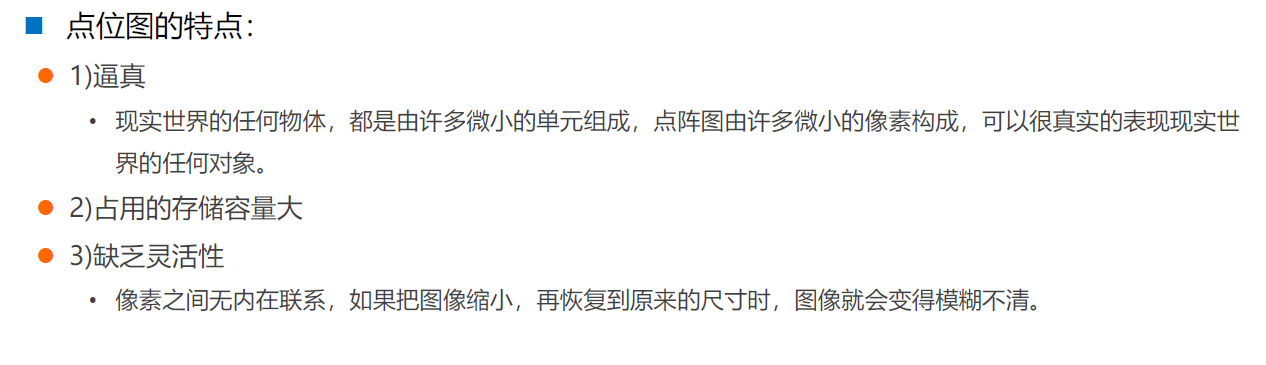 点位图的特点：
1)逼真
现实世界的任何物体，都是由许多微小的单元组成，点阵图由许多微小的像素构成，可以很真实的表现现实世
界的任何对象。
2)占用的存储容量大
3)缺乏灵活性
像素之间无内在联系，如果把图像缩小，再恢复到原来的尺寸时，图像就会变得模糊不清。